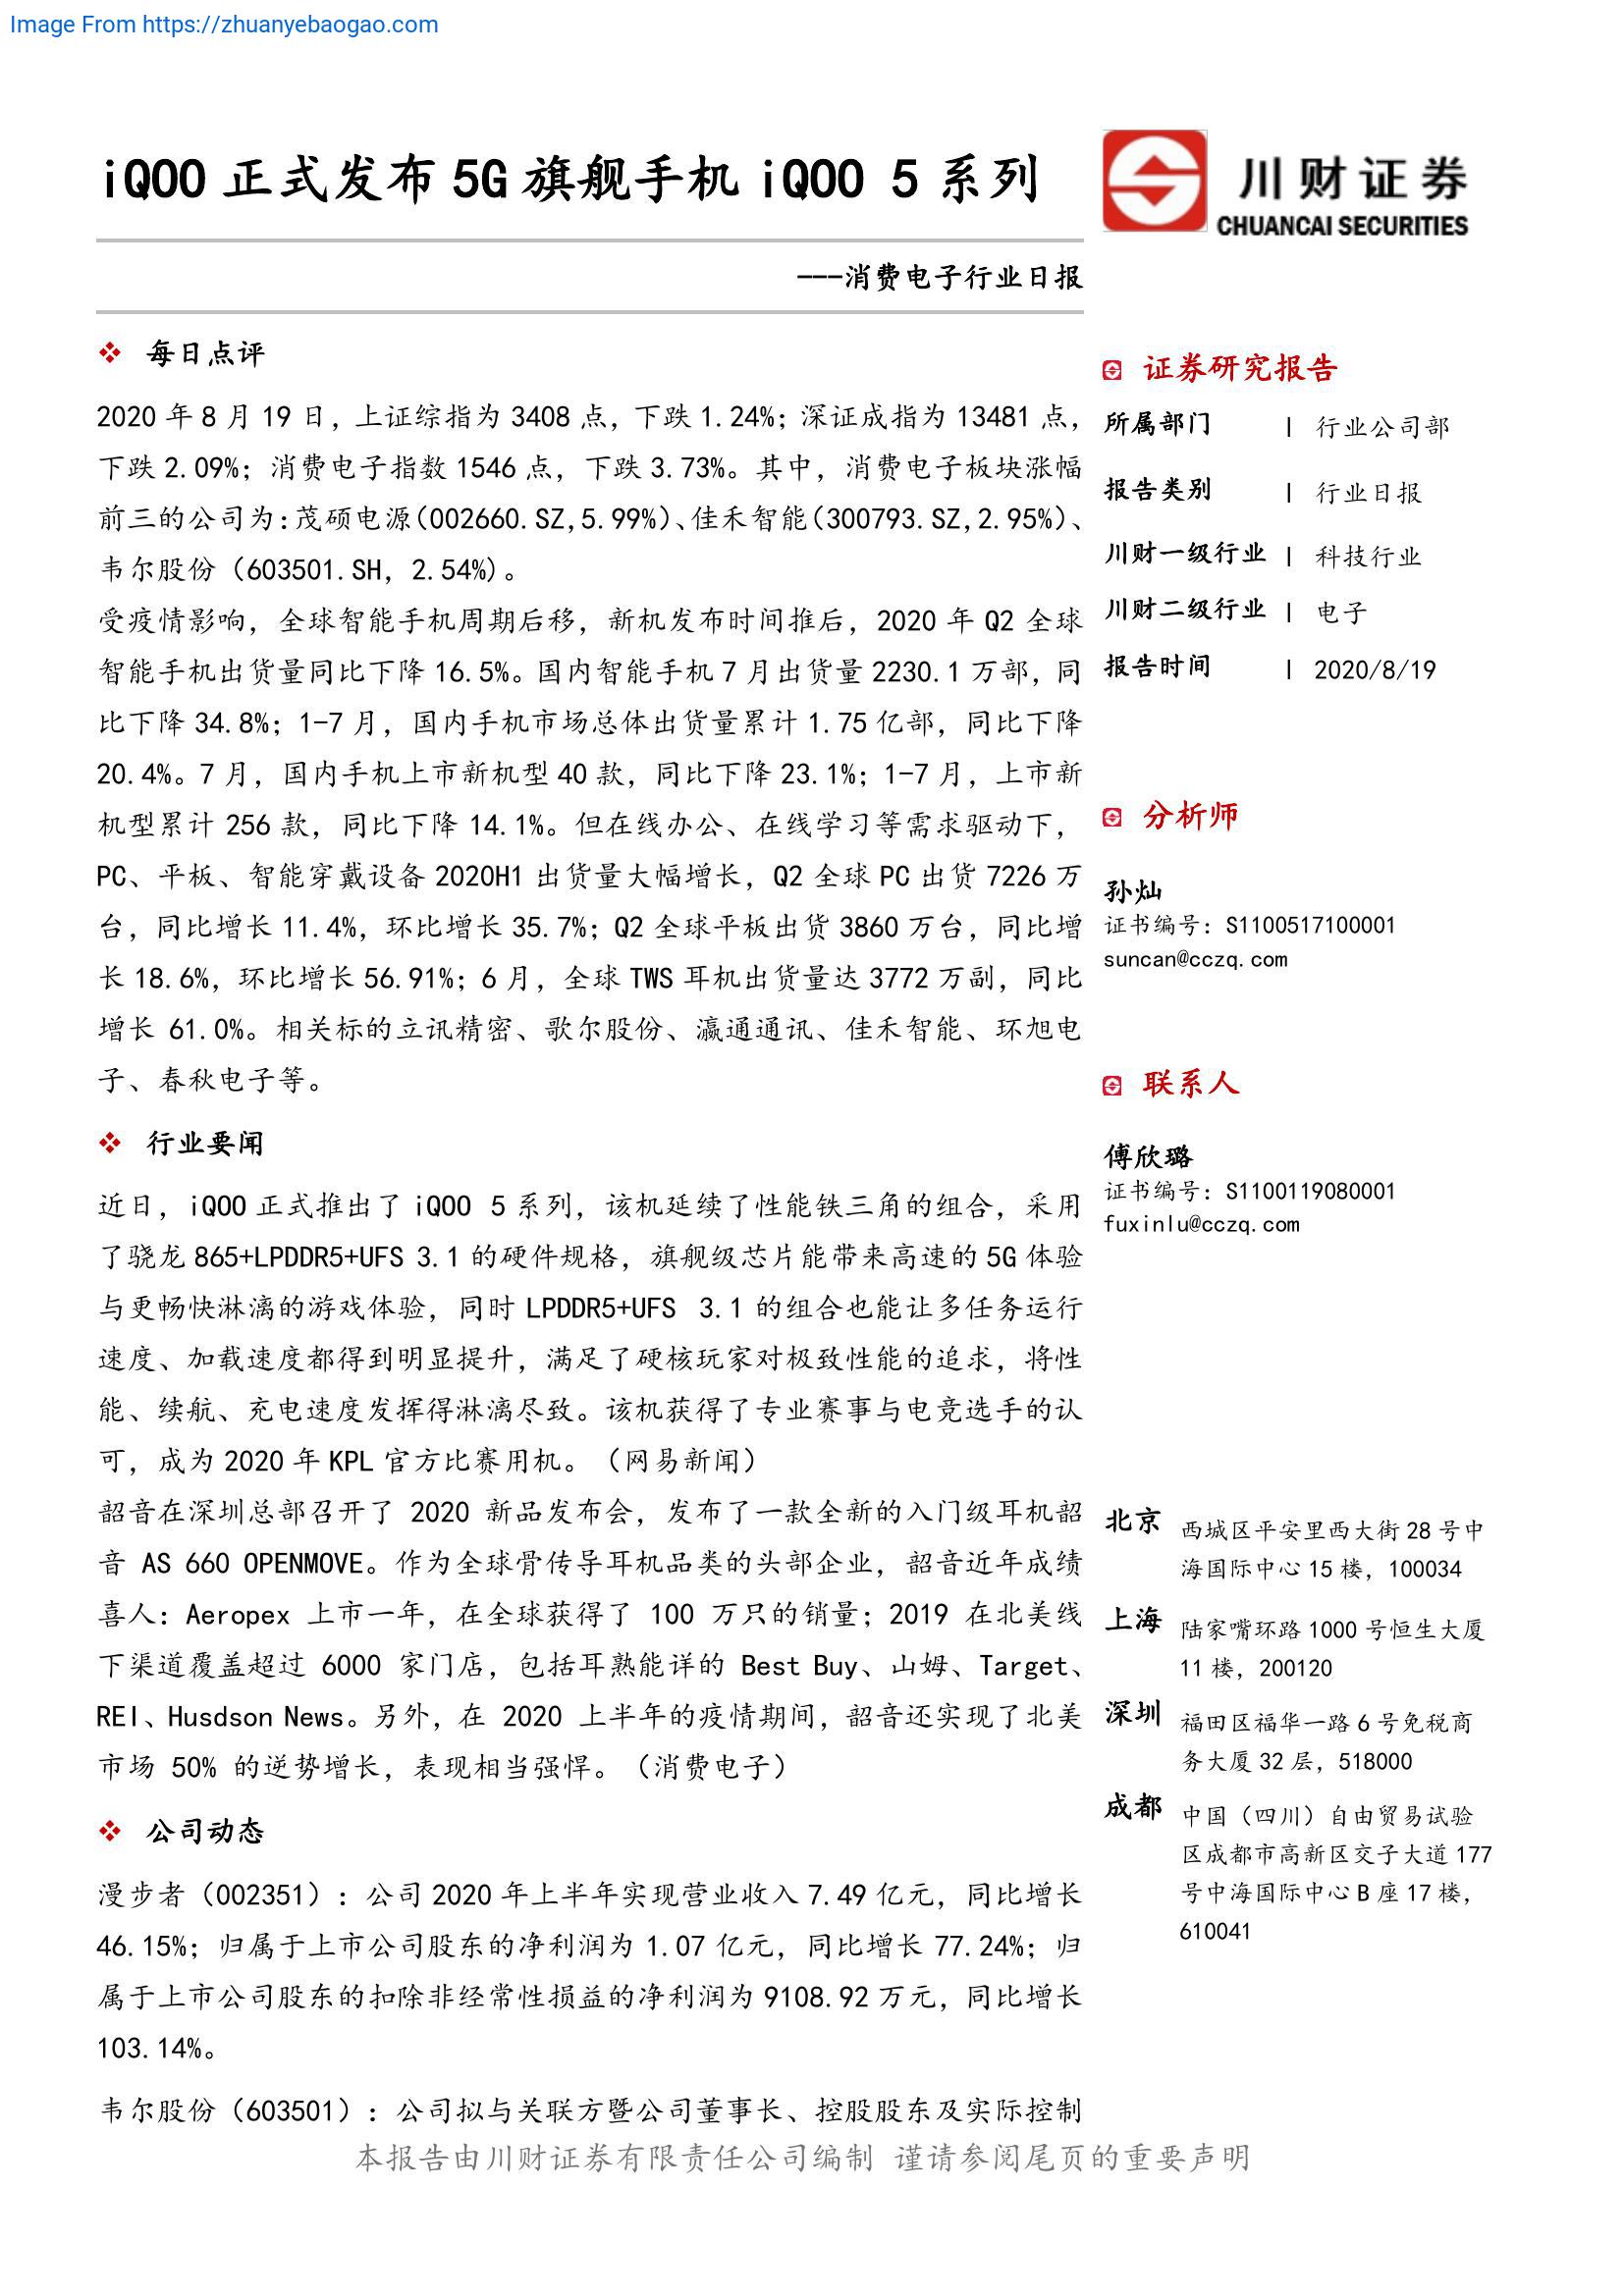 Image From https://zhuanyebaogao.com
iQOO 正式发布 5G 旗舰手机 iQOO 5 系列
川财证券
CHUANCAI SECURITIES
---消费电子行业日报
❖ 每日点评
2020 年 8 月 19 日，上证综指为 3408 点，下跌 1.24%；深证成指为 13481 点，
下跌 2.09%；消费电子指数 1546 点，下跌 3.73%。其中，消费电子板块涨幅
前三的公司为：茂硕电源（002660.SZ,5.99%）、佳禾智能（300793.SZ,2.95%）、
韦尔股份（603501.SH，2.54%）。
受疫情影响，全球智能手机周期后移，新机发布时间推后，2020 年 Q2 全球
智能手机出货量同比下降 16.5%。国内智能手机 7 月出货量 2230.1 万部，同
比下降 34.8%；1-7 月，国内手机市场总体出货量累计 1.75 亿部，同比下降
20.4%。7 月，国内手机上市新机型 40 款，同比下降 23.1%；1-7 月，上市新
机型累计 256 款，同比下降 14.1%。但在线办公、在线学习等需求驱动下，
PC、平板、智能穿戴设备 2020H1 出货量大幅增长，Q2 全球 PC 出货 7226 万
台，同比增长 11.4%，环比增长 35.7%；Q2 全球平板出货 3860 万台，同比增
长 18.6%，环比增长 56.91%；6 月，全球 TWS 耳机出货量达 3772 万副，同比
增长 61.0%。相关标的立讯精密、歌尔股份、瀛通通讯、佳禾智能、环旭电
子、春秋电子等。
❖ 行业要闻
近日，iQOO 正式推出了 iQOO 5 系列，该机延续了性能铁三角的组合，采用
了骁龙 865+LPDDR5+UFS 3.1 的硬件规格，旗舰级芯片能带来高速的 5G 体验
与更畅快淋漓的游戏体验，同时 LPDDR5+UFS 3.1 的组合也能让多任务运行
速度、加载速度都得到明显提升，满足了硬核玩家对极致性能的追求，将性
能、续航、充电速度发挥得淋漓尽致。该机获得了专业赛事与电竞选手的认
可，成为 2020 年 KPL 官方比赛用机。（网易新闻）
韶音在深圳总部召开了 2020 新品发布会，发布了一款全新的入门级耳机韶
音 AS 660 OPENMOVE。作为全球骨传导耳机品类的头部企业，韶音近年成绩
喜人：Aeropex 上市一年，在全球获得了 100 万只的销量；2019 在北美线
下渠道覆盖超过 6000 家门店，包括耳熟能详的 Best Buy、山姆、Target、
REI、Husdson News。另外，在 2020 上半年的疫情期间，韶音还实现了北美
市场 50% 的逆势增长，表现相当强悍。（消费电子）
❖ 公司动态
漫步者（002351）：公司 2020 年上半年实现营业收入 7.49 亿元，同比增长
46.15%；归属于上市公司股东的净利润为 1.07 亿元，同比增长 77.24%；归
属于上市公司股东的扣除非经常性损益的净利润为 9108.92 万元，同比增长
103.14%。
韦尔股份（603501）：公司拟与关联方暨公司董事长、控股股东及实际控制
证券研究报告
所属部门 | 行业公司部
报告类别 | 行业日报
川财一级行业 | 科技行业
川财二级行业 | 电子
报告时间 | 2020/8/19
分析师
孙灿
证书编号：S1100517100001
suncan@cczq.com
联系人
傅欣璐
证书编号：S1100119080001
fuxinlu@cczq.com
北京 西城区平安里西大街 28 号中
海国际中心 15 楼，100034
上海 陆家嘴环路 1000 号恒生大厦
11 楼，200120
深圳 福田区福华一路 6 号免税商
务大厦 32 层，518000
成都 中国（四川）自由贸易试验
区成都市高新区交子大道 177
号中海国际中心 B 座 17 楼，
610041
本报告由川财证券有限责任公司编制 谨请参阅尾页的重要声明